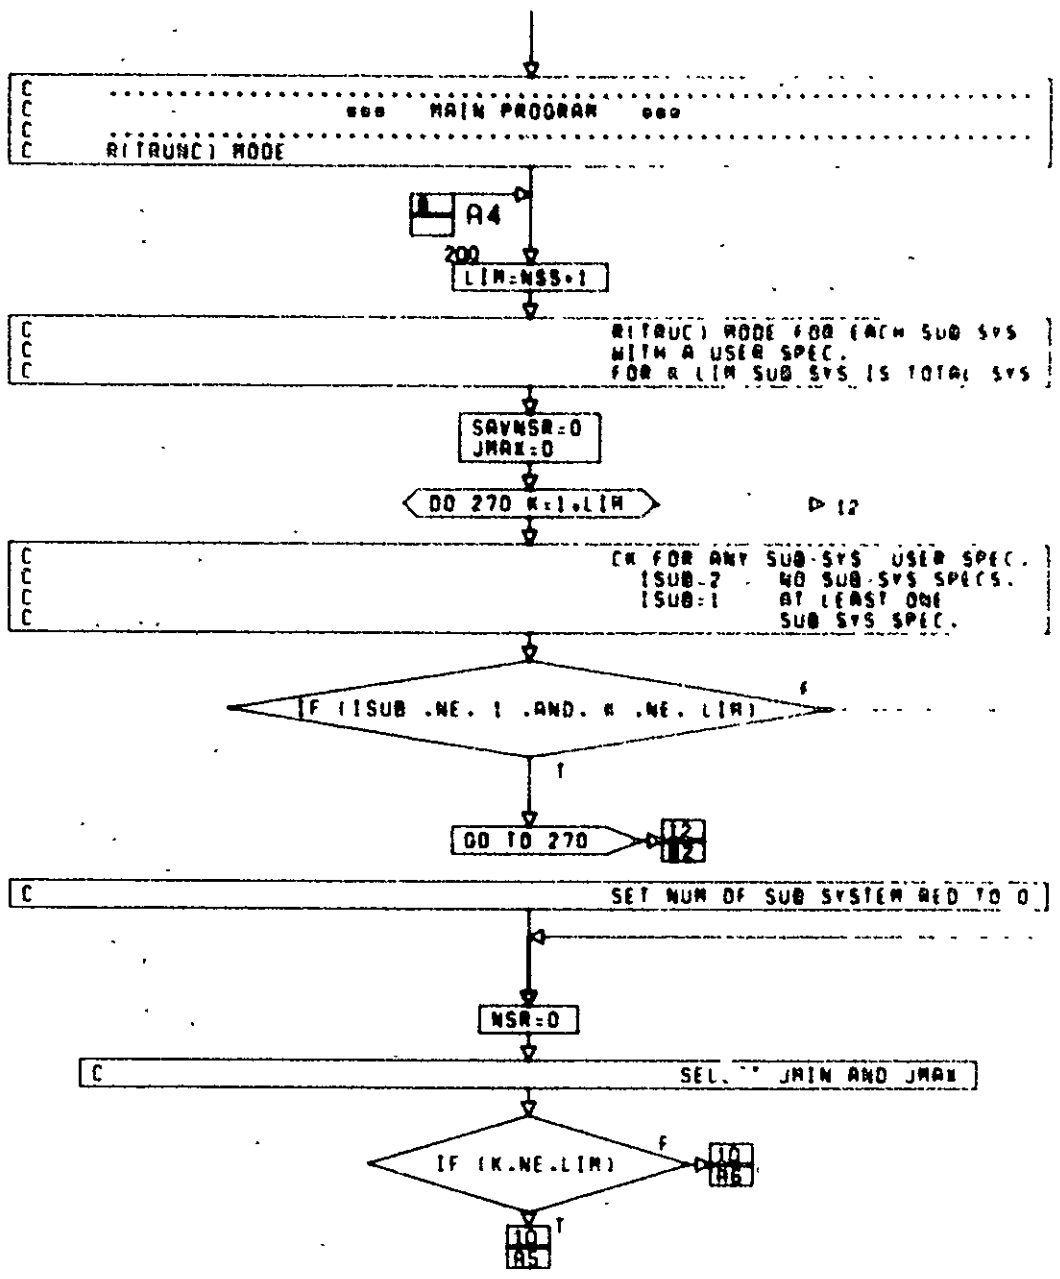 C
C *** MAIN PROGRAM ***
C
C
C R(TRUNC) MODE
A4
200
LIM=NSS+1
C R(TRUC) MODE FOR EACH SUB SYS
C WITH A USER SPEC.
C FOR R LIM SUB SYS IS TOTAL SYS
SAVNSR=0
JMAX=0
DO 270 K=1,LIM
12
C CK FOR ANY SUB-SYS USER SPEC.
C ISUB-2 NO SUB-SYS SPECS.
C ISUB=1 AT LEAST ONE
C SUB SYS SPEC.
IF (ISUB .NE. 1 .AND. K .NE. LIM)
F
T
GO TO 270
12
C SET NUM OF SUB SYSTEM RED TO 0
NSR=0
C JMIN AND JMAX
IF (K.NE.LIM)
F
10
A6
T
10
A5